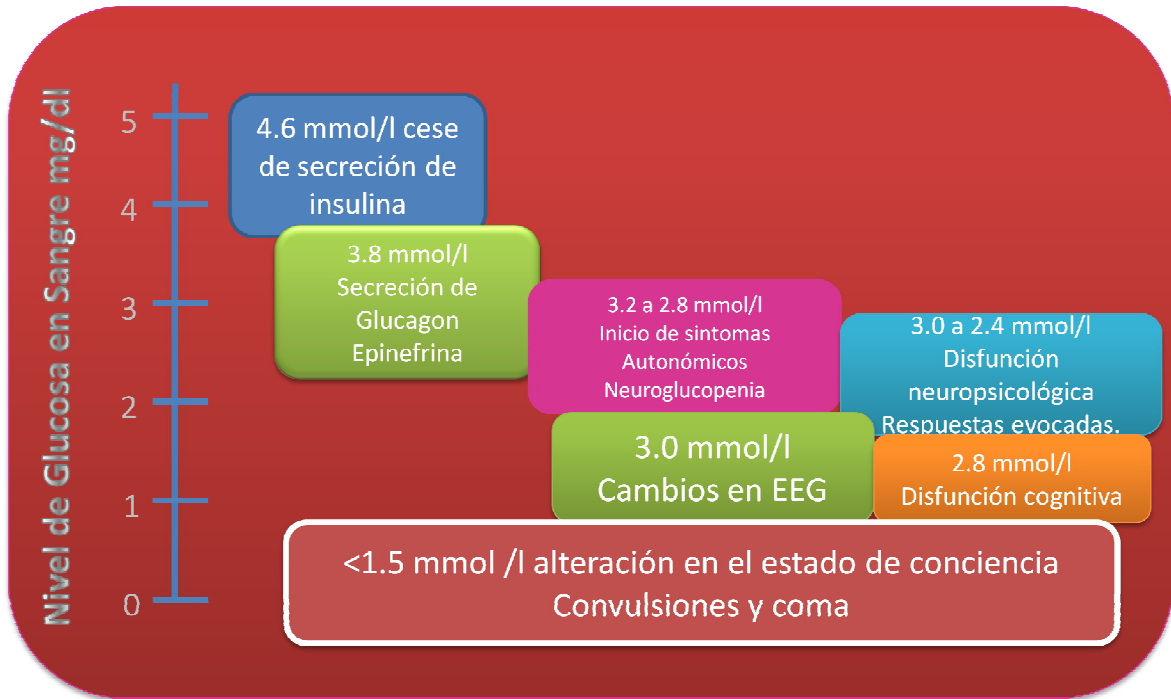 Nivel de Glucosa en Sangre mg/dl
5
4
3
2
1
0
4.6 mmol/l cese
de secreción de
insulina
3.8 mmol/l
Secreción de
Glucagon
Epinefrina
3.2 a 2.8 mmol/l
Inicio de sintomas
Autonómicos
Neuroglucopenia
3.0 a 2.4 mmol/l
Disfunción
neuropsicológica
Respuestas evocadas.
3.0 mmol/l
Cambios en EEG
2.8 mmol/l
Disfunción cognitiva
<1.5 mmol /l alteración en el estado de conciencia
Convulsiones y coma